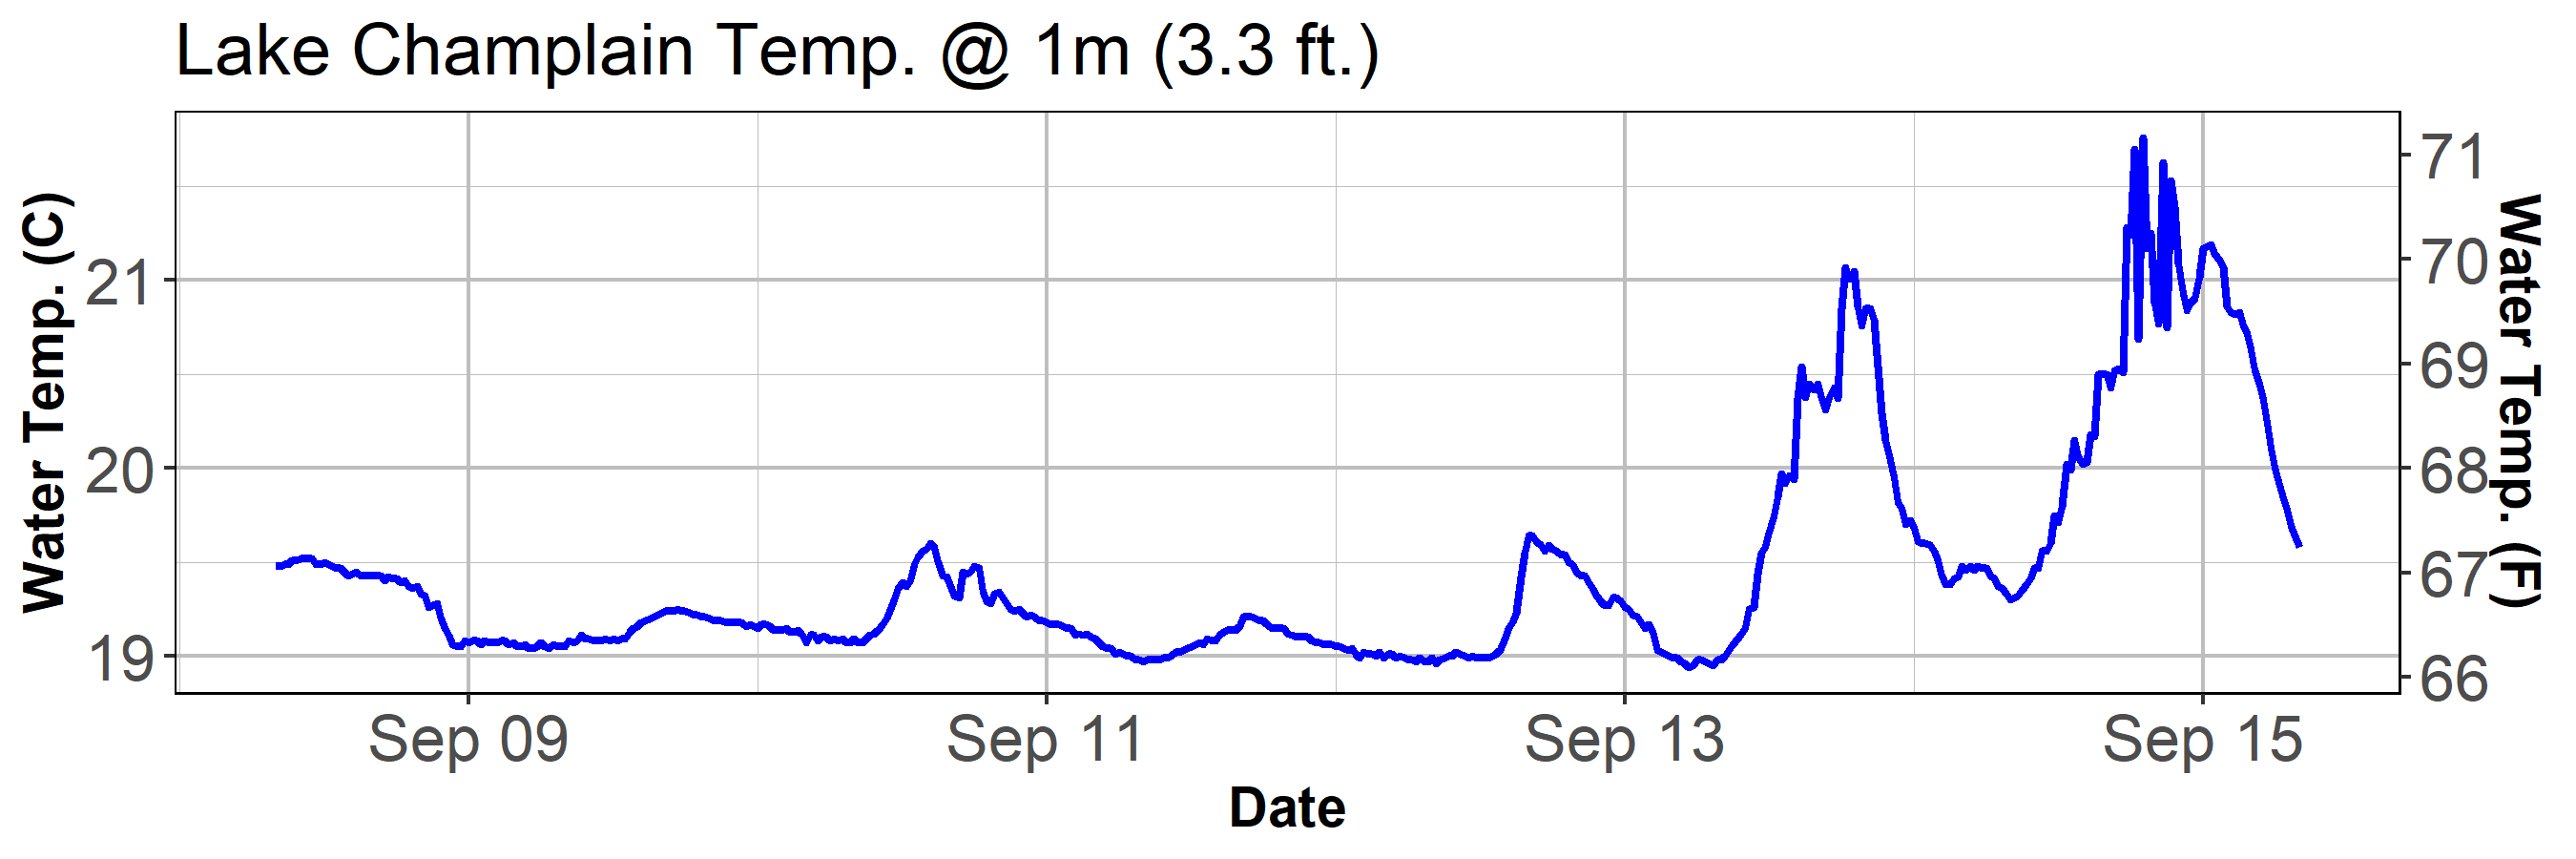 Lake Champlain Temp. @ 1m (3.3 ft.)
Water Temp. (C)
21
20
19
71
70
69
68
67
66
Water Temp. (F)
Sep 09 Sep 11 Sep 13 Sep 15
Date